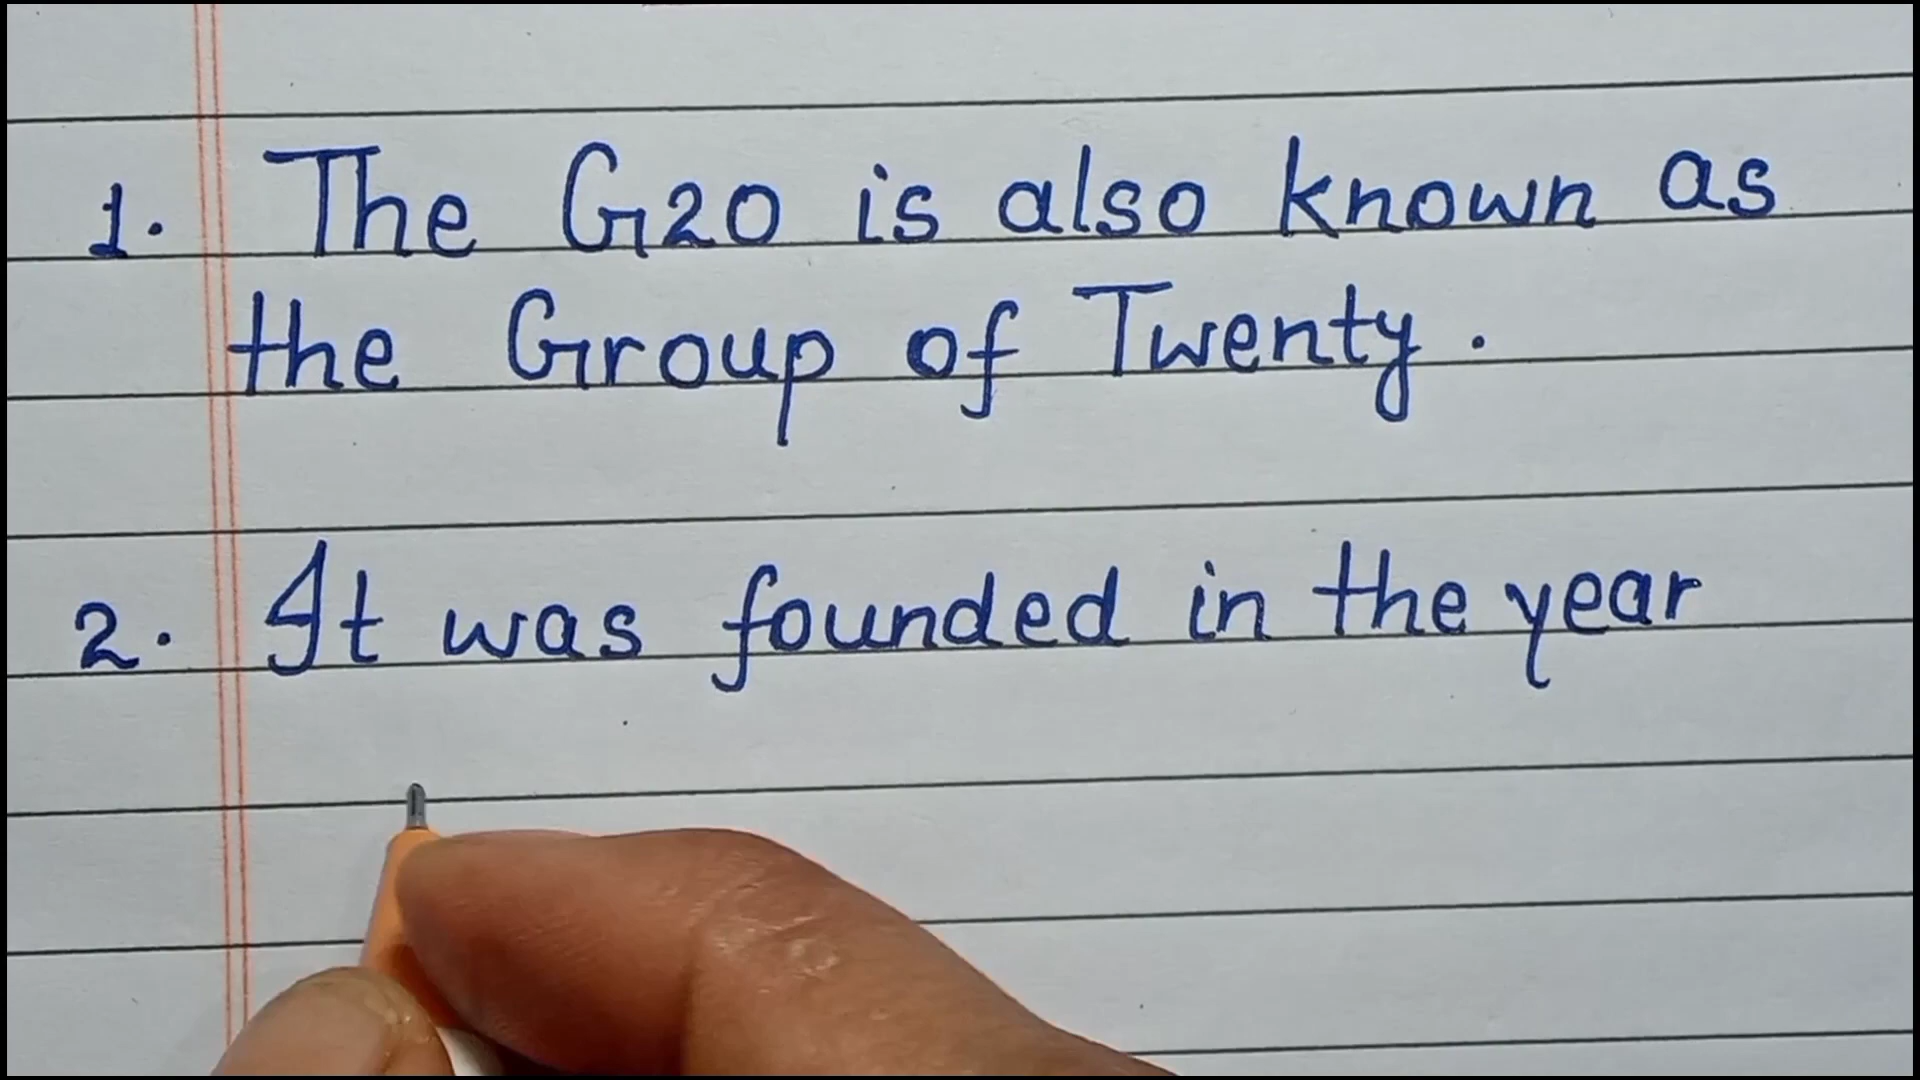 1. The G20 is also known as
the Group of Twenty.
2. It was founded in the year